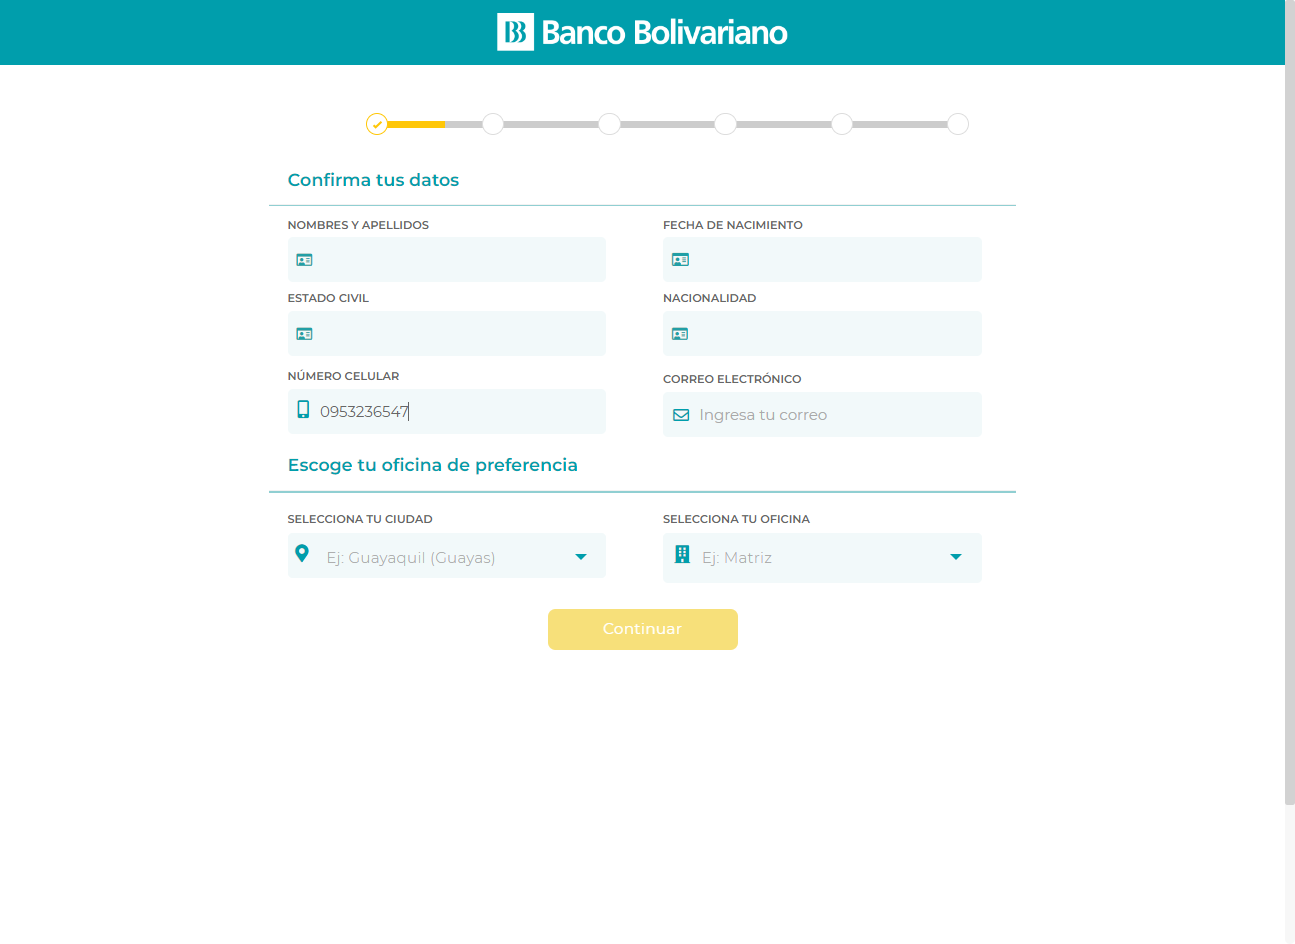 Banco Bolivariano
Confirma tus datos
NOMBRES Y APELLIDOS
FECHA DE NACIMIENTO
ESTADO CIVIL
NACIONALIDAD
NÚMERO CELULAR
0953236547
CORREO ELECTRÓNICO
Ingresa tu correo
Escoge tu oficina de preferencia
SELECCIONA TU CIUDAD
Ej: Guayaquil (Guayas)
SELECCIONA TU OFICINA
Ej: Matriz
Continuar